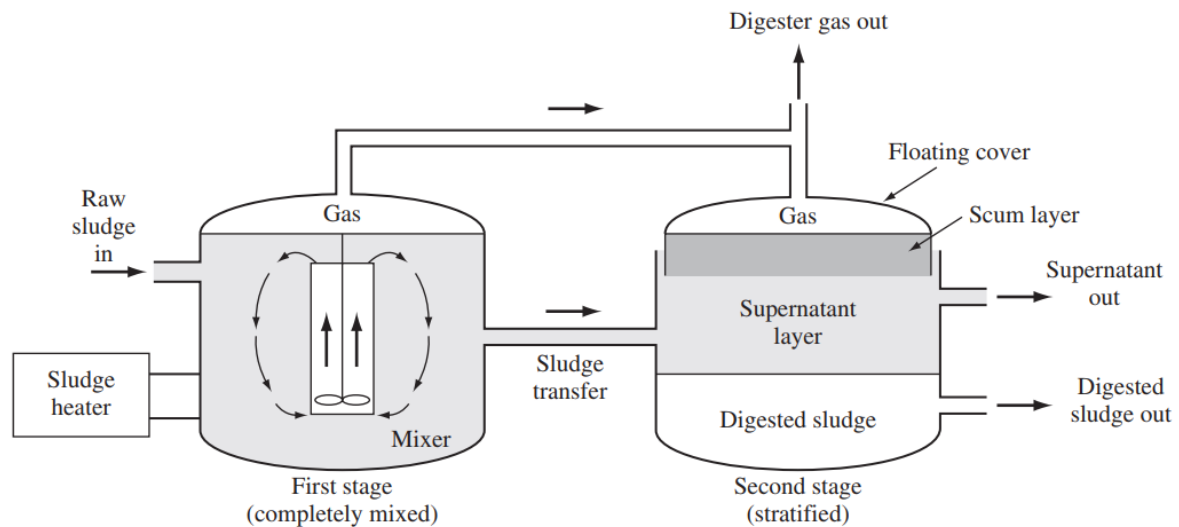 Digester gas out
Floating cover
Raw
sludge
in
Gas
Gas
Scum layer
Supernatant
out
Supernatant
layer
Sludge
transfer
Sludge
heater
Mixer
Digested sludge
Digested
sludge out
First stage
(completely mixed)
Second stage
(stratified)